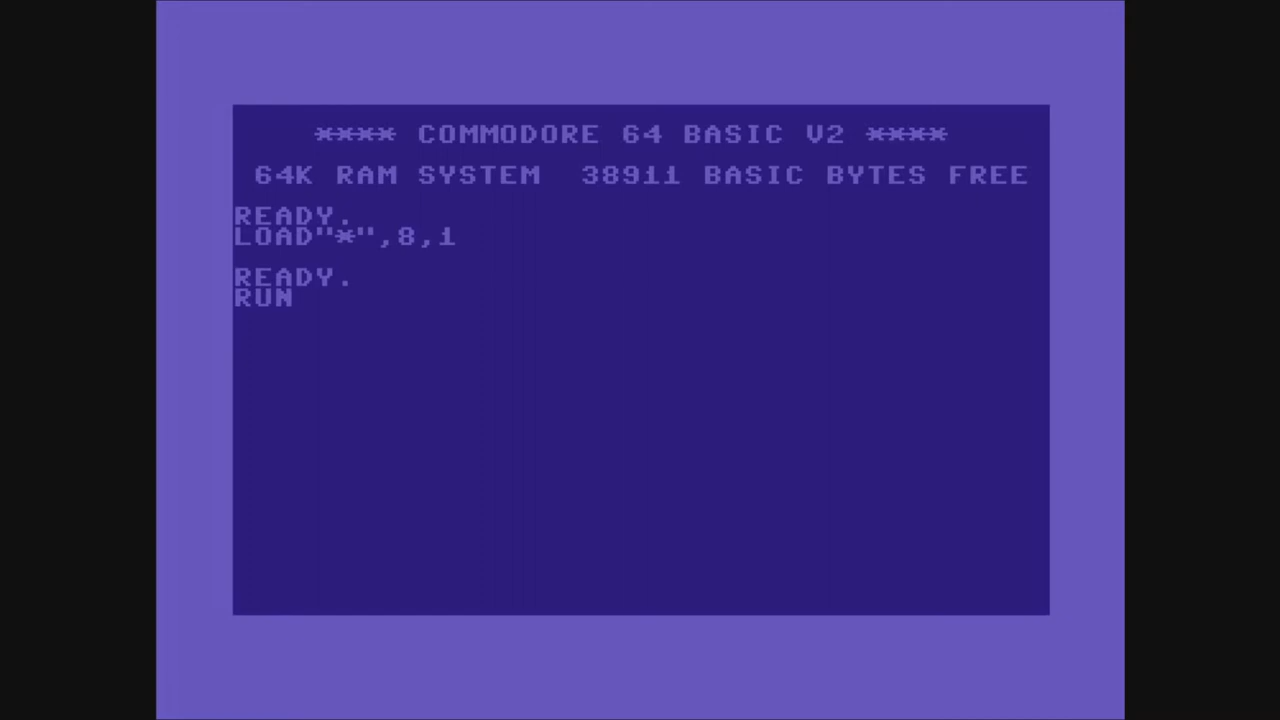 **** COMMODORE 64 BASIC V2 ****
64K RAM SYSTEM  38911 BASIC BYTES FREE
READY.
LOAD"*",8,1
READY.
RUN